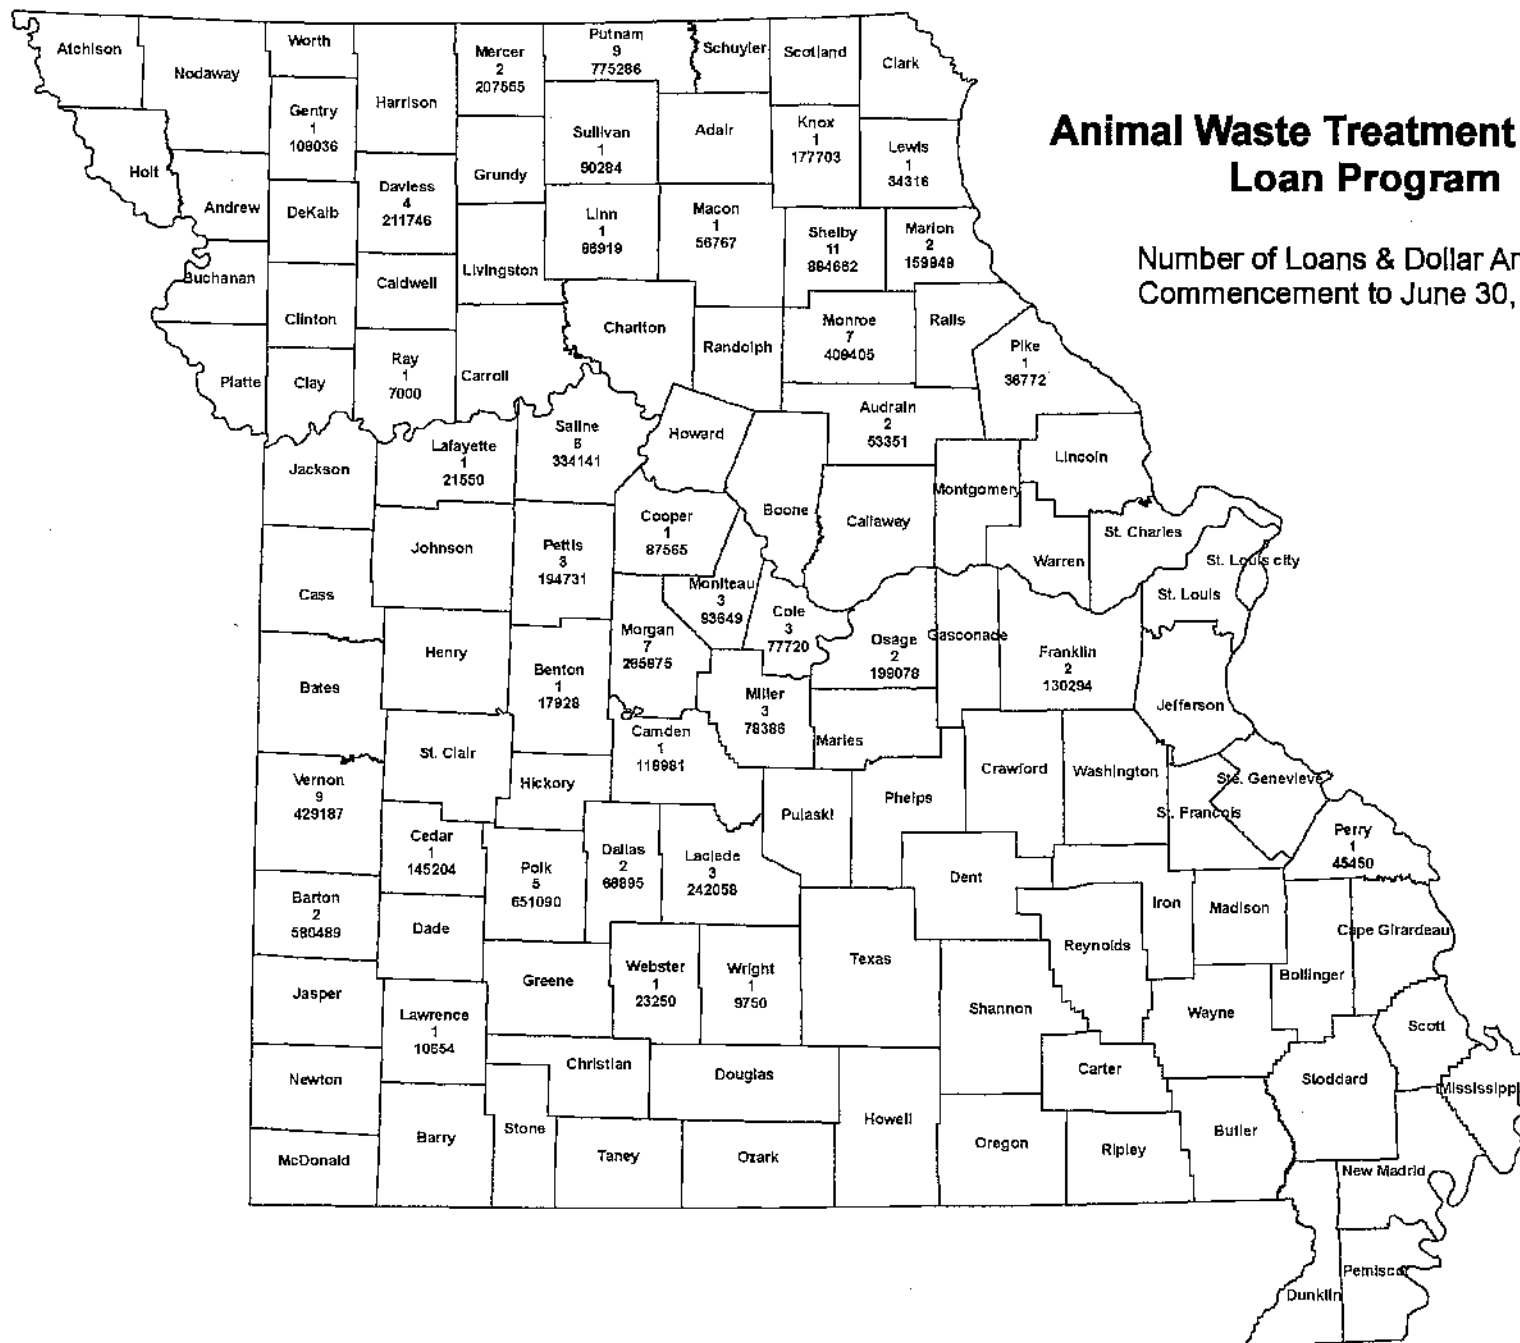 Animal Waste Treatment
Loan Program
Number of Loans & Dollar
Commencement to June 30,
Atchison
Nodaway
Worth
Harrison
Mercer
2
207555
Putnam
9
775286
Schuyler
Scotland
Clark
Gentry
1
108036
Holt
Andrew
DeKalb
Daviess
4
211746
Grundy
Sullivan
1
90284
Adair
Knox
1
177703
Lewis
1
34316
Linn
1
Macon
1
56767
Shelby
11
Marion
2
Buchanan
Clinton
Caldwell
Livingston
Chariton
Randolph
Monroe
7
Ralls
Pike
1
36772
Platte
Clay
Ray
1
7000
Carroll
Saline
334141
Howard
Audrain
2
53351
Lincoln
Jackson
Lafayette
1
21550
Cooper
1
87565
Boone
Callaway
Montgomery
Warren
St. Charles
St. Louis city
St. Louis
Johnson
Pettis
194731
Cass
Moniteau
3
93649
Cole
3
77720
Osage
2
199078
Gasconade
Franklin
2
130294
Henry
Morgan
7
Bates
Benton
1
17928
Miller
3
78386
Maries
Jefferson
St. Clair
Camden
1
118981
Hickory
Crawford
Washington
Ste. Genevieve
St. Francois
Vernon
9
429187
Pulaski
Phelps
Perry
1
45450
Cedar
1
145204
Polk
5
651090
Dallas
2
Laclede
3
242058
Dent
Iron
Madison
Barton
2
580489
Dade
Cape Girardeau
Bollinger
Reynolds
Texas
Jasper
Greene
Webster
1
23250
Wright
1
9750
Shannon
Wayne
Lawrence
1
10654
Scott
Newton
Christian
Douglas
Carter
Stoddard
Mississippi
Barry
Stone
Howell
McDonald
Taney
Ozark
Oregon
Ripley
Butler
New Madrid
Pemiscot
Dunklin